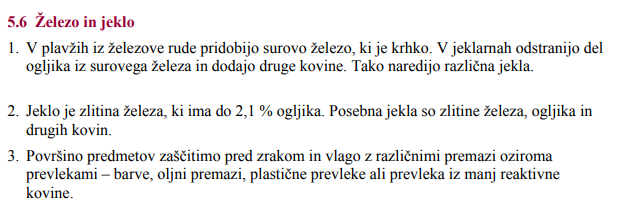 5.6 Železo in jeklo
1. V plavžih iz železove rude pridobijo surovo železo, ki je krhko. V jeklarnah odstranijo del
ogljika iz surovega železa in dodajo druge kovine. Tako naredijo različna jekla.
2. Jeklo je zlitina železa, ki ima do 2,1 % ogljika. Posebna jekla so zlitine železa, ogljika in
drugih kovin.
3. Površino predmetov zaščitimo pred zrakom in vlago z različnimi premazi oziroma
prevlekami – barve, oljni premazi, plastične prevleke ali prevleka iz manj reaktivne
kovine.